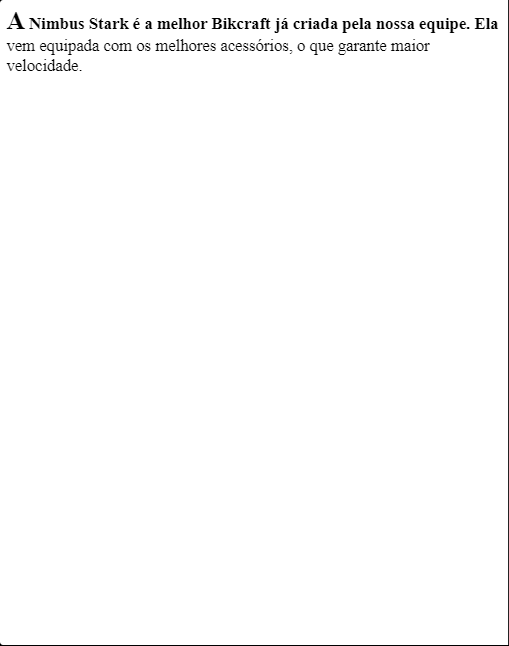 A Nimbus Stark é a melhor Bikcraft já criada pela nossa equipe. Ela
vem equipada com os melhores acessórios, o que garante maior
velocidade.